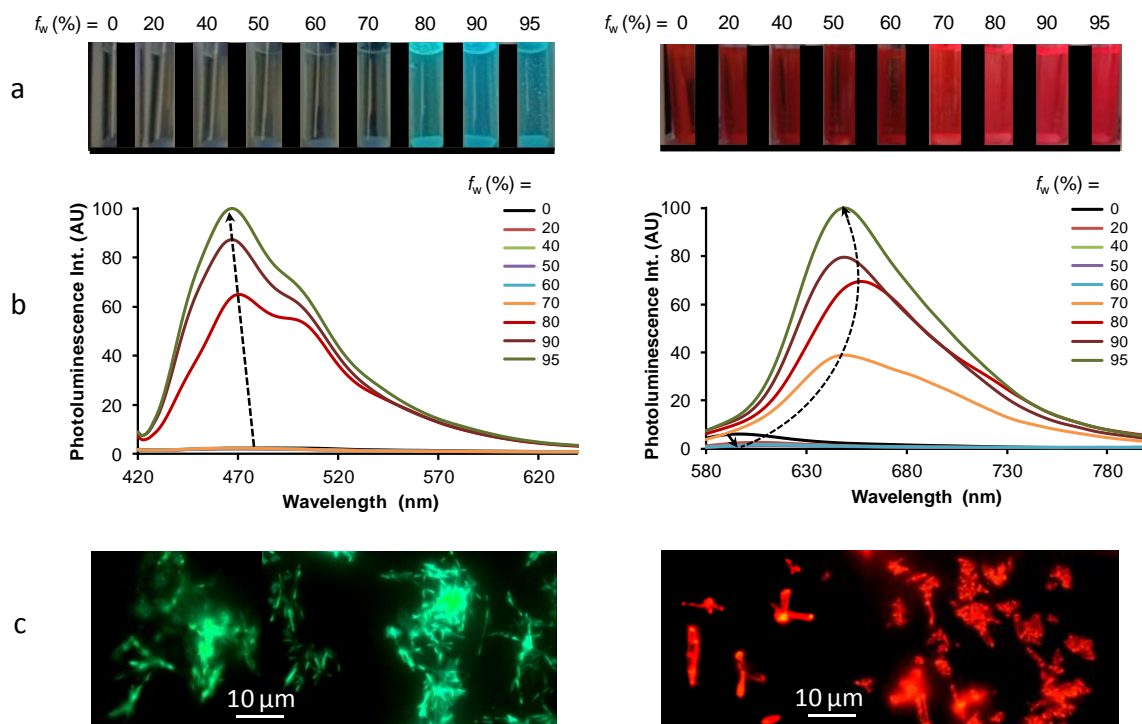 f_w (%) = 0 20 40 50 60 70 80 90 95
f_w (%) = 0 20 40 50 60 70 80 90 95
a
f_w (%) =
0
20
40
50
60
70
80
90
95
100
80
60
40
20
0
Photoluminescence Int. (AU)
420 470 520 570 620
Wavelength (nm)
f_w (%) =
0
20
40
50
60
70
80
90
95
100
80
60
40
20
0
Photoluminescence Int. (AU)
580 630 680 730 780
Wavelength (nm)
b
c
10 µm
10 µm